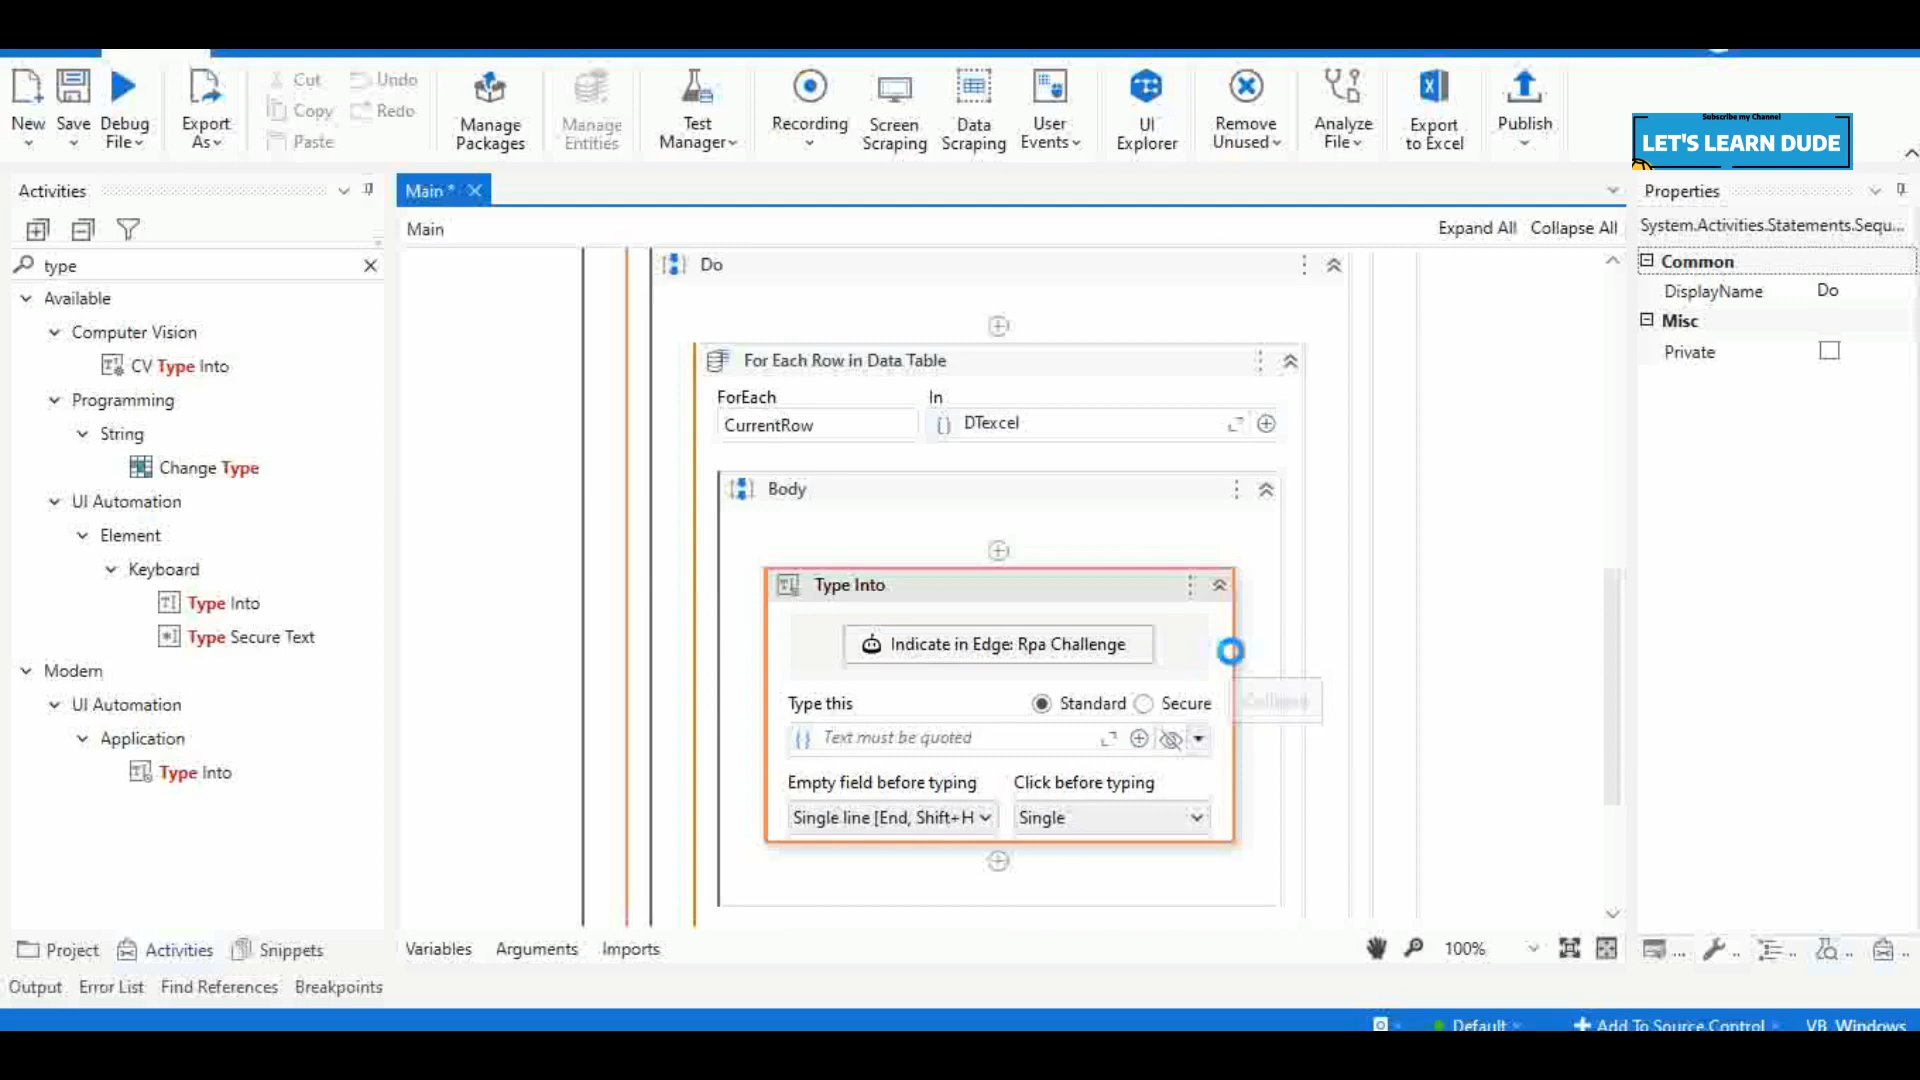 New
Save
Debug File
Export As
Cut
Copy
Paste
Undo
Redo
Manage Packages
Manage Entities
Test Manager
Recording
Screen Scraping
Data Scraping
User Events
UI Explorer
Remove Unused
Analyze File
Export to Excel
Publish
Subscribe my Channel
LET'S LEARN DUDE
Activities
type
Available
Computer Vision
CV Type Into
Programming
String
Change Type
UI Automation
Element
Keyboard
Type Into
Type Secure Text
Modern
UI Automation
Application
Type Into
Project
Activities
Snippets
Main *
Main
Expand All
Collapse All
Do
For Each Row in Data Table
ForEach
In
CurrentRow
DTexcel
Body
Type Into
Indicate in Edge: Rpa Challenge
Type this
Standard
Secure
Text must be quoted
Empty field before typing
Click before typing
Single line [End, Shift+H
Single
Variables
Arguments
Imports
100%
Properties
System.Activities.Statements.Sequ...
Common
DisplayName
Do
Misc
Private
Output
Error List
Find References
Breakpoints
Default
Add To Source Control
VB, Windows